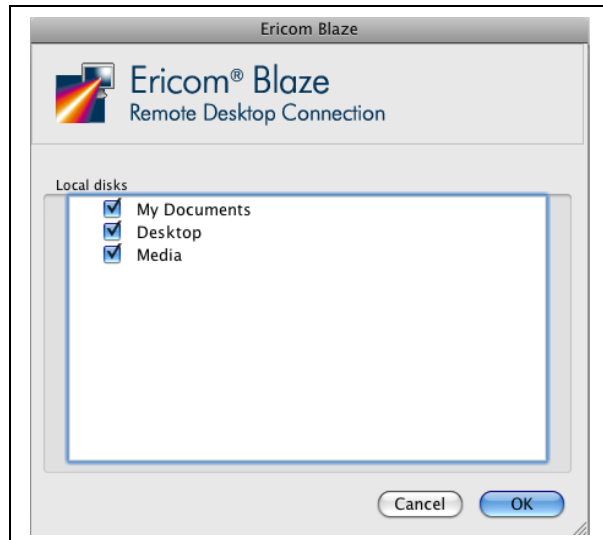 Ericom Blaze
Ericom® Blaze
Remote Desktop Connection
Local disks
My Documents
Desktop
Media
Cancel OK